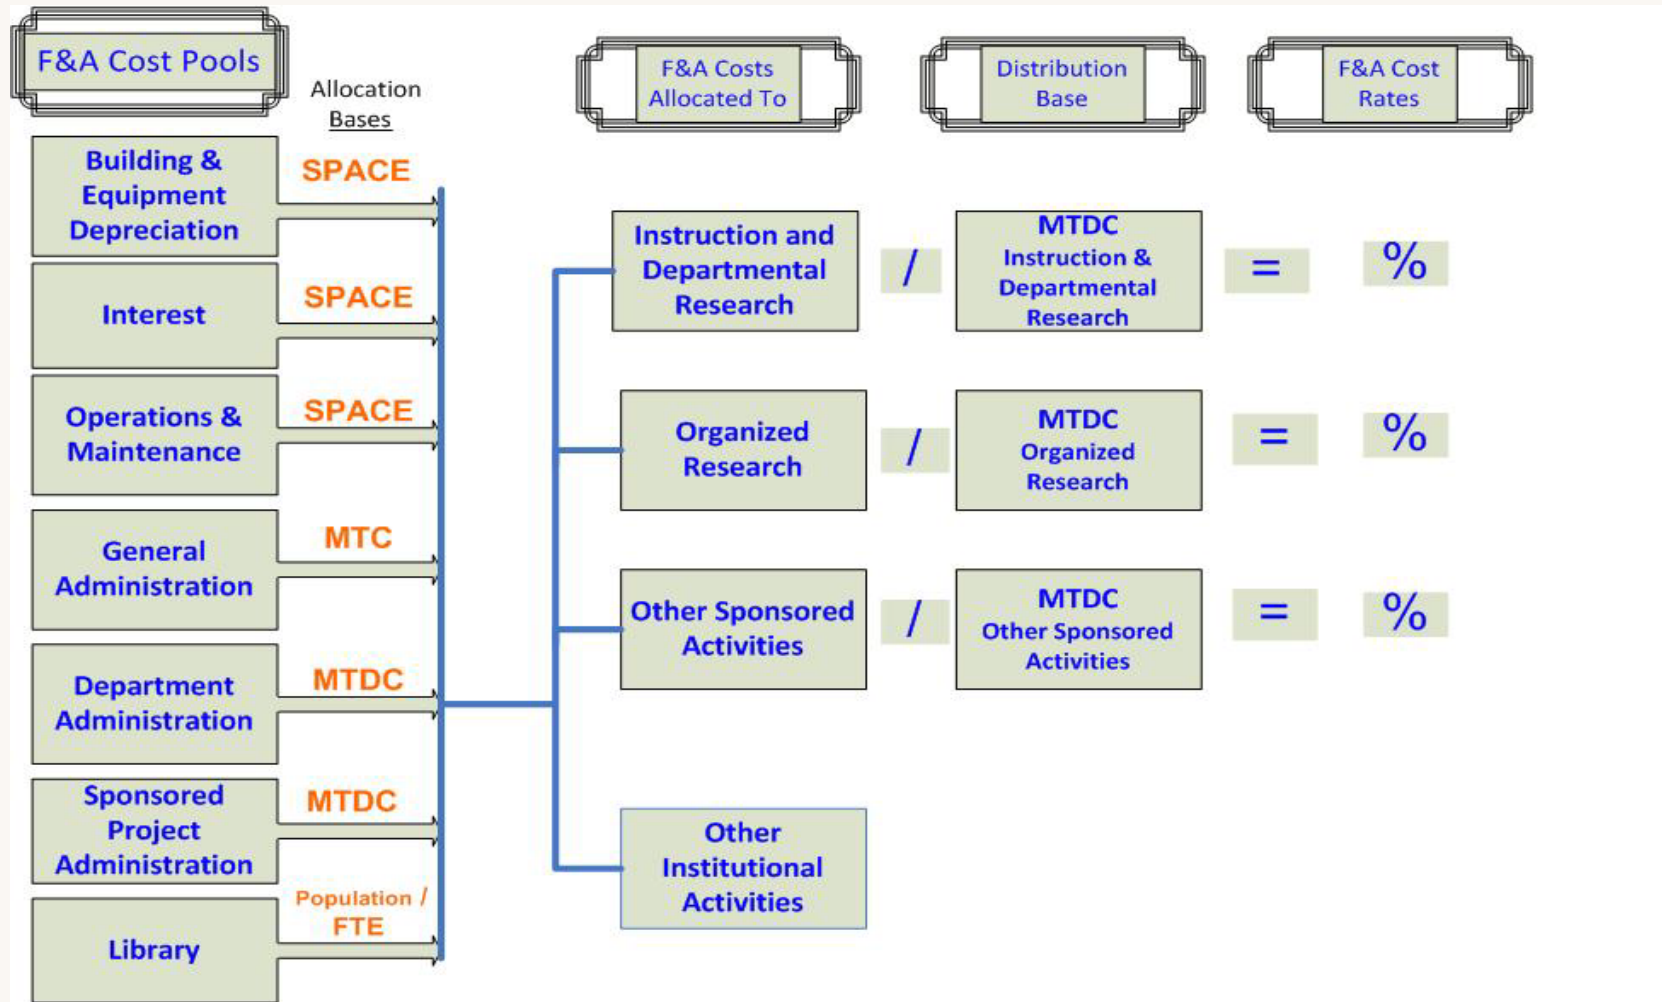 F&A Cost Pools
Allocation
Bases
F&A Costs
Allocated To
Distribution
Base
F&A Cost
Rates
Building &
Equipment
Depreciation
SPACE
Interest
SPACE
Operations &
Maintenance
SPACE
General
Administration
MTC
Department
Administration
MTDC
Sponsored
Project
Administration
MTDC
Library
Population /
FTE
Instruction and
Departmental
Research
/
MTDC
Instruction &
Departmental
Research
=
%
Organized
Research
/
MTDC
Organized
Research
=
%
Other Sponsored
Activities
/
MTDC
Other Sponsored
Activities
=
%
Other
Institutional
Activities